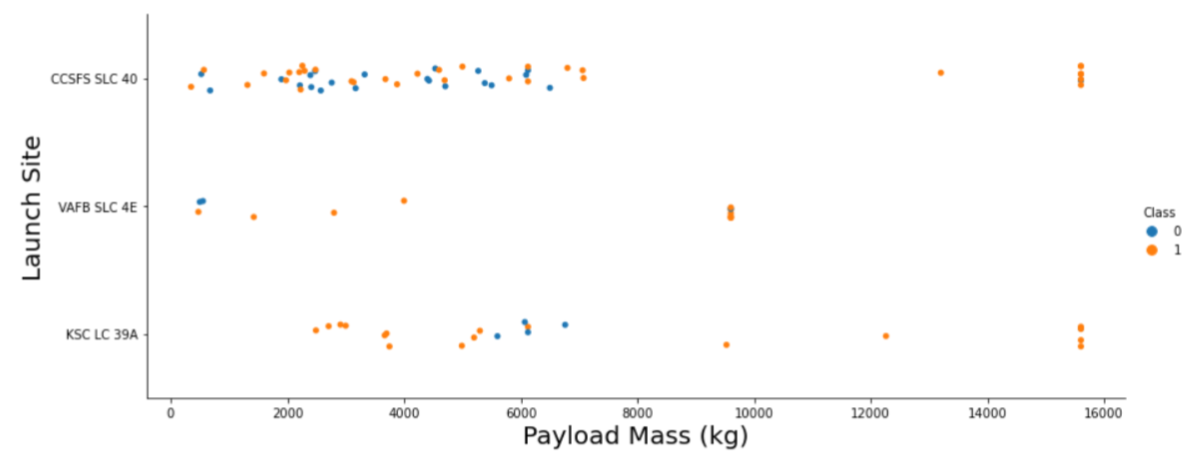 Launch Site
CCSFS SLC 40
VAFB SLC 4E
KSC LC 39A
0 2000 4000 6000 8000 10000 12000 14000 16000
Payload Mass (kg)
Class
0
1